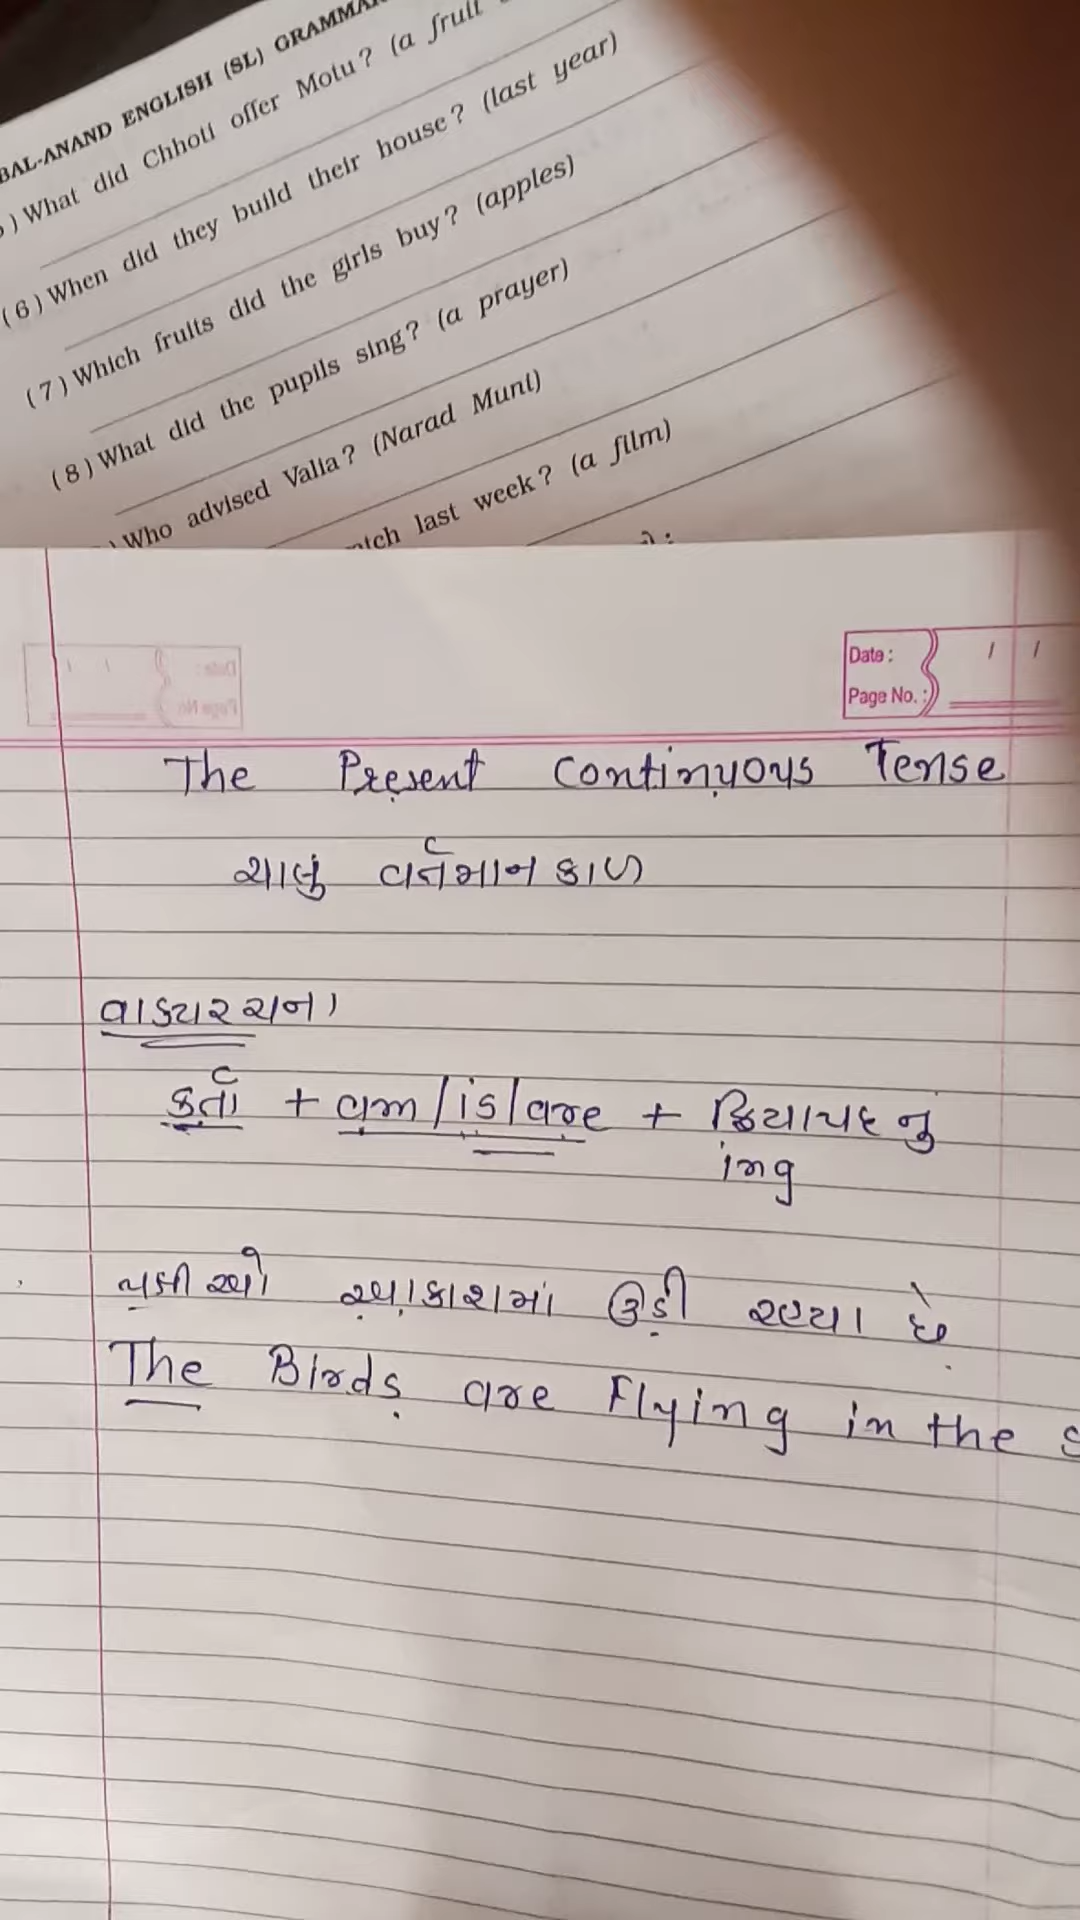 BAL-ANAND ENGLISH (SL)
) What did Chhoti offer Motu? (a fruit
(6) When did they build their house? (last year)
(7) Which fruits did the girls buy? (apples)
(8) What did the pupils sing? (a prayer)
) Who advised Valia? (Narad Muni)
last week? (a film)
Date :
Page No. :
The Present Continuous Tense
ચાલું વર્તમાનકાળ
વાક્યરચના
કર્તા + am / is / are + ક્રિયાપદનું
ing
પક્ષીઓ આકાશમાં ઊડી રહ્યા છે
The Birds are Flying in the